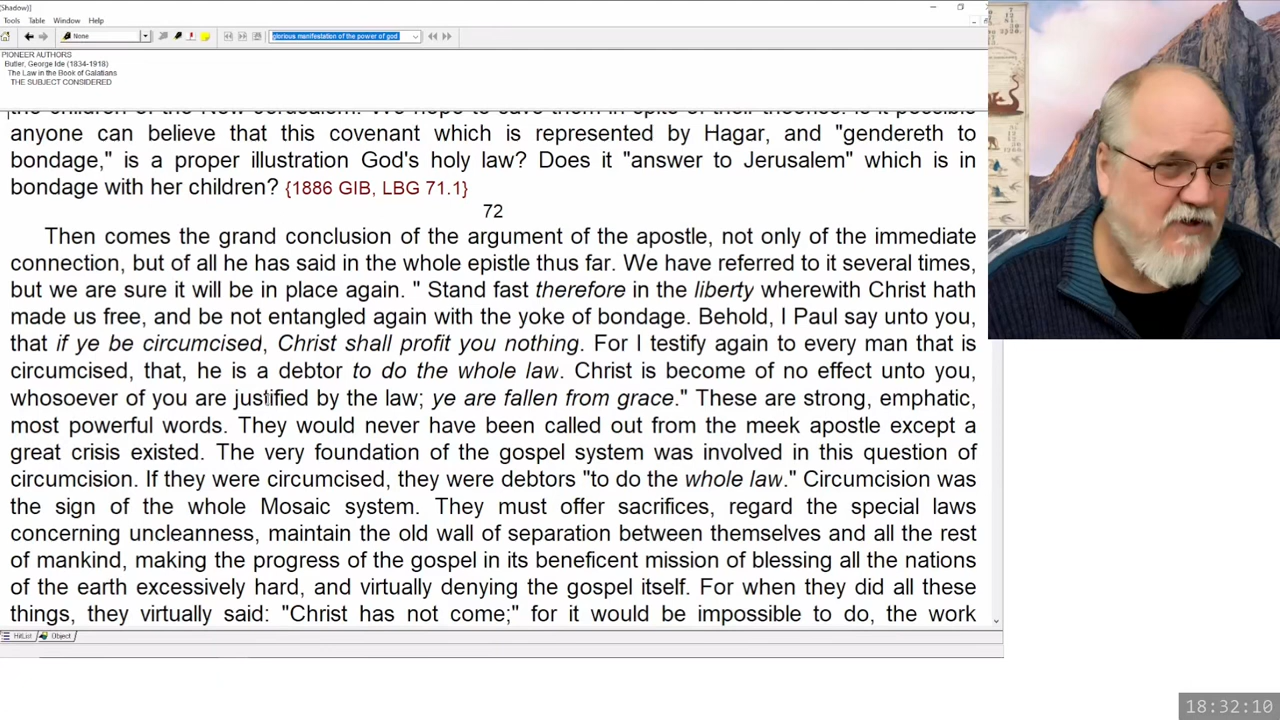 [Shadow)]
Tools Table Window Help
None
glorious manifestation of the power of god
PIONEER AUTHORS
Butler, George Ide (1834-1918)
The Law in the Book of Galatians
THE SUBJECT CONSIDERED
anyone can believe that this covenant which is represented by Hagar, and "gendereth to
bondage," is a proper illustration God's holy law? Does it "answer to Jerusalem" which is in
bondage with her children? {1886 GIB, LBG 71.1}
72
Then comes the grand conclusion of the argument of the apostle, not only of the immediate
connection, but of all he has said in the whole epistle thus far. We have referred to it several times,
but we are sure it will be in place again. " Stand fast therefore in the liberty wherewith Christ hath
made us free, and be not entangled again with the yoke of bondage. Behold, I Paul say unto you,
that if ye be circumcised, Christ shall profit you nothing. For I testify again to every man that is
circumcised, that, he is a debtor to do the whole law. Christ is become of no effect unto you,
whosoever of you are justified by the law; ye are fallen from grace." These are strong, emphatic,
most powerful words. They would never have been called out from the meek apostle except a
great crisis existed. The very foundation of the gospel system was involved in this question of
circumcision. If they were circumcised, they were debtors "to do the whole law." Circumcision was
the sign of the whole Mosaic system. They must offer sacrifices, regard the special laws
concerning uncleanness, maintain the old wall of separation between themselves and all the rest
of mankind, making the progress of the gospel in its beneficent mission of blessing all the nations
of the earth excessively hard, and virtually denying the gospel itself. For when they did all these
things, they virtually said: "Christ has not come;" for it would be impossible to do, the work
HitList Object
18:32:10